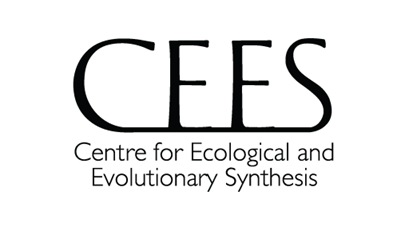 CEES
Centre for Ecological and
Evolutionary Synthesis